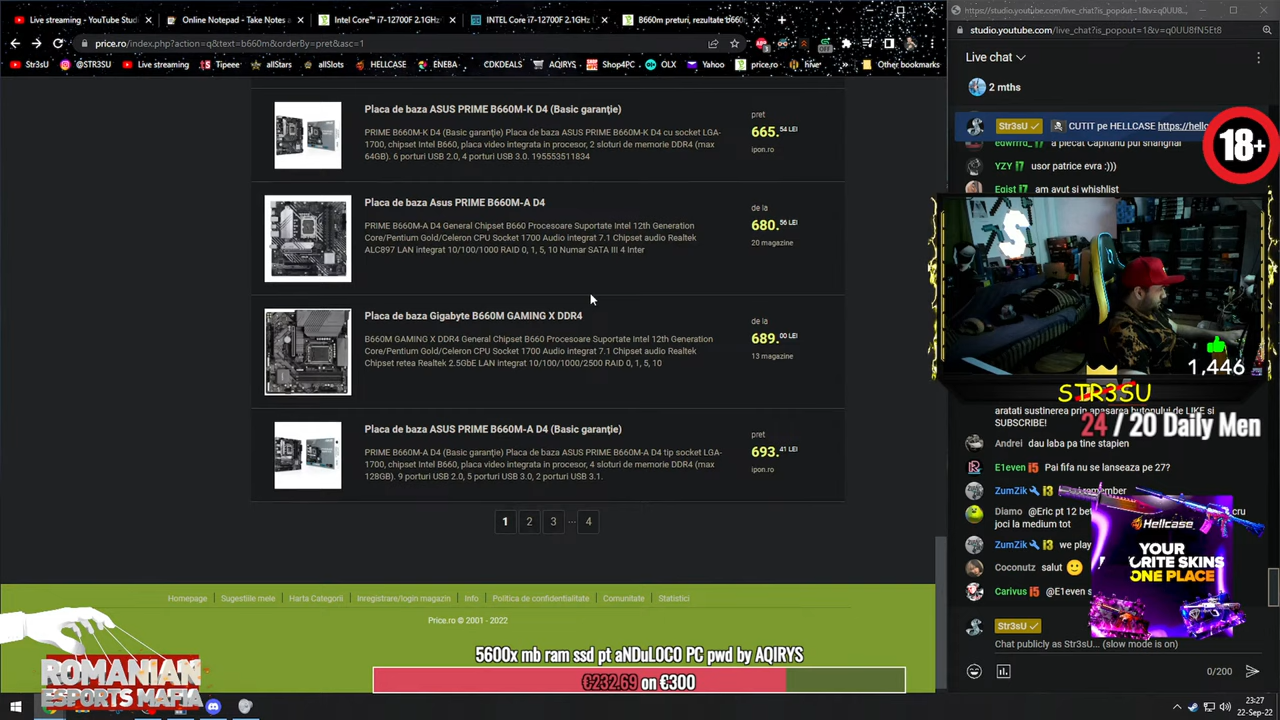 Live streaming - YouTube Studio
Online Notepad - Take Notes a
Intel Core™ i7-12700F 2.1GHz
INTEL Core i7-12700F 2.1GHz L
B660m preturi, rezultate B660
https://studio.youtube.com/live_chat?is_popout=1&v=q0UU8...
price.ro/index.php?action=q&text=b660m&orderBy=pret&asc=1
studio.youtube.com/live_chat?is_popout=1&v=q0UU8fN5Et8
Str3sU
@STR3SU
Live streaming
Tipeee
allStars
allSlots
HELLCASE
ENEBA
CDKDEALS
AQIRYS
Shop4PC
OLX
Yahoo
price.ro
hive
»
Other bookmarks
Live chat
2 mths
Str3sU
CUTIT pe HELLCASE https://hello
18+
a plecat Capitanu pui shanghai
YZY
usor patrice evra :)))
Egist
am avut si whishlist
Placa de baza ASUS PRIME B660M-K D4 (Basic garanție)
PRIME B660M-K D4 (Basic garanție) Placa de baza ASUS PRIME B660M-K D4 cu socket LGA-
1700, chipset Intel B660, placa video integrata in procesor, 2 sloturi de memorie DDR4 (max
64GB). 6 porturi USB 2.0, 4 porturi USB 3.0. 195553511834
pret
665.54 LEI
ipon.ro
Placa de baza Asus PRIME B660M-A D4
PRIME B660M-A D4 General Chipset B660 Procesoare Suportate Intel 12th Generation
Core/Pentium Gold/Celeron CPU Socket 1700 Audio integrat 7.1 Chipset audio Realtek
ALC897 LAN integrat 10/100/1000 RAID 0, 1, 5, 10 Numar SATA III 4 Inter
de la
680.56 LEI
20 magazine
Placa de baza Gigabyte B660M GAMING X DDR4
B660M GAMING X DDR4 General Chipset B660 Procesoare Suportate Intel 12th Generation
Core/Pentium Gold/Celeron CPU Socket 1700 Audio integrat 7.1 Chipset audio Realtek
Chipset retea Realtek 2.5GbE LAN integrat 10/100/1000/2500 RAID 0, 1, 5, 10
de la
689.00 LEI
13 magazine
Placa de baza ASUS PRIME B660M-A D4 (Basic garanție)
PRIME B660M-A D4 (Basic garanție) Placa de baza ASUS PRIME B660M-A D4 tip socket LGA-
1700, chipset Intel B660, placa video integrata in procesor, 4 sloturi de memorie DDR4 (max
128GB). 9 porturi USB 2.0, 5 porturi USB 3.0, 2 porturi USB 3.1.
pret
693.41 LEI
ipon.ro
1 2 3 ... 4
Homepage
Sugestiile mele
Harta Categorii
Inregistrare/login magazin
Info
Politica de confidentialitate
Comunitate
Statistici
Price.ro © 2001 - 2022
ROMANIAN
ESPORTS MAFIA
5600x mb ram ssd pt aNDuLOCO PC pwd by AQIRYS
€232.69 on €300
S
1,446
STR3SU
24 / 20 Daily Men
aratati sustinerea prin apasarea butonului de LIKE si
SUBSCRIBE!
Andrei
dau laba pa tine stapien
E1even
Pai fifa nu se lanseaza pe 27?
ZumZik
remember
Diamo
@Eric pt 12 bet
cru
joci la medium tot
ZumZik
we play
Coconutz
salut
Carivus
@E1even s
Hellcase
YOUR
FAVORITE SKINS
ONE PLACE
Str3sU
Chat publicly as Str3sU... (slow mode is on)
0/200
23:27
22-Sep-22